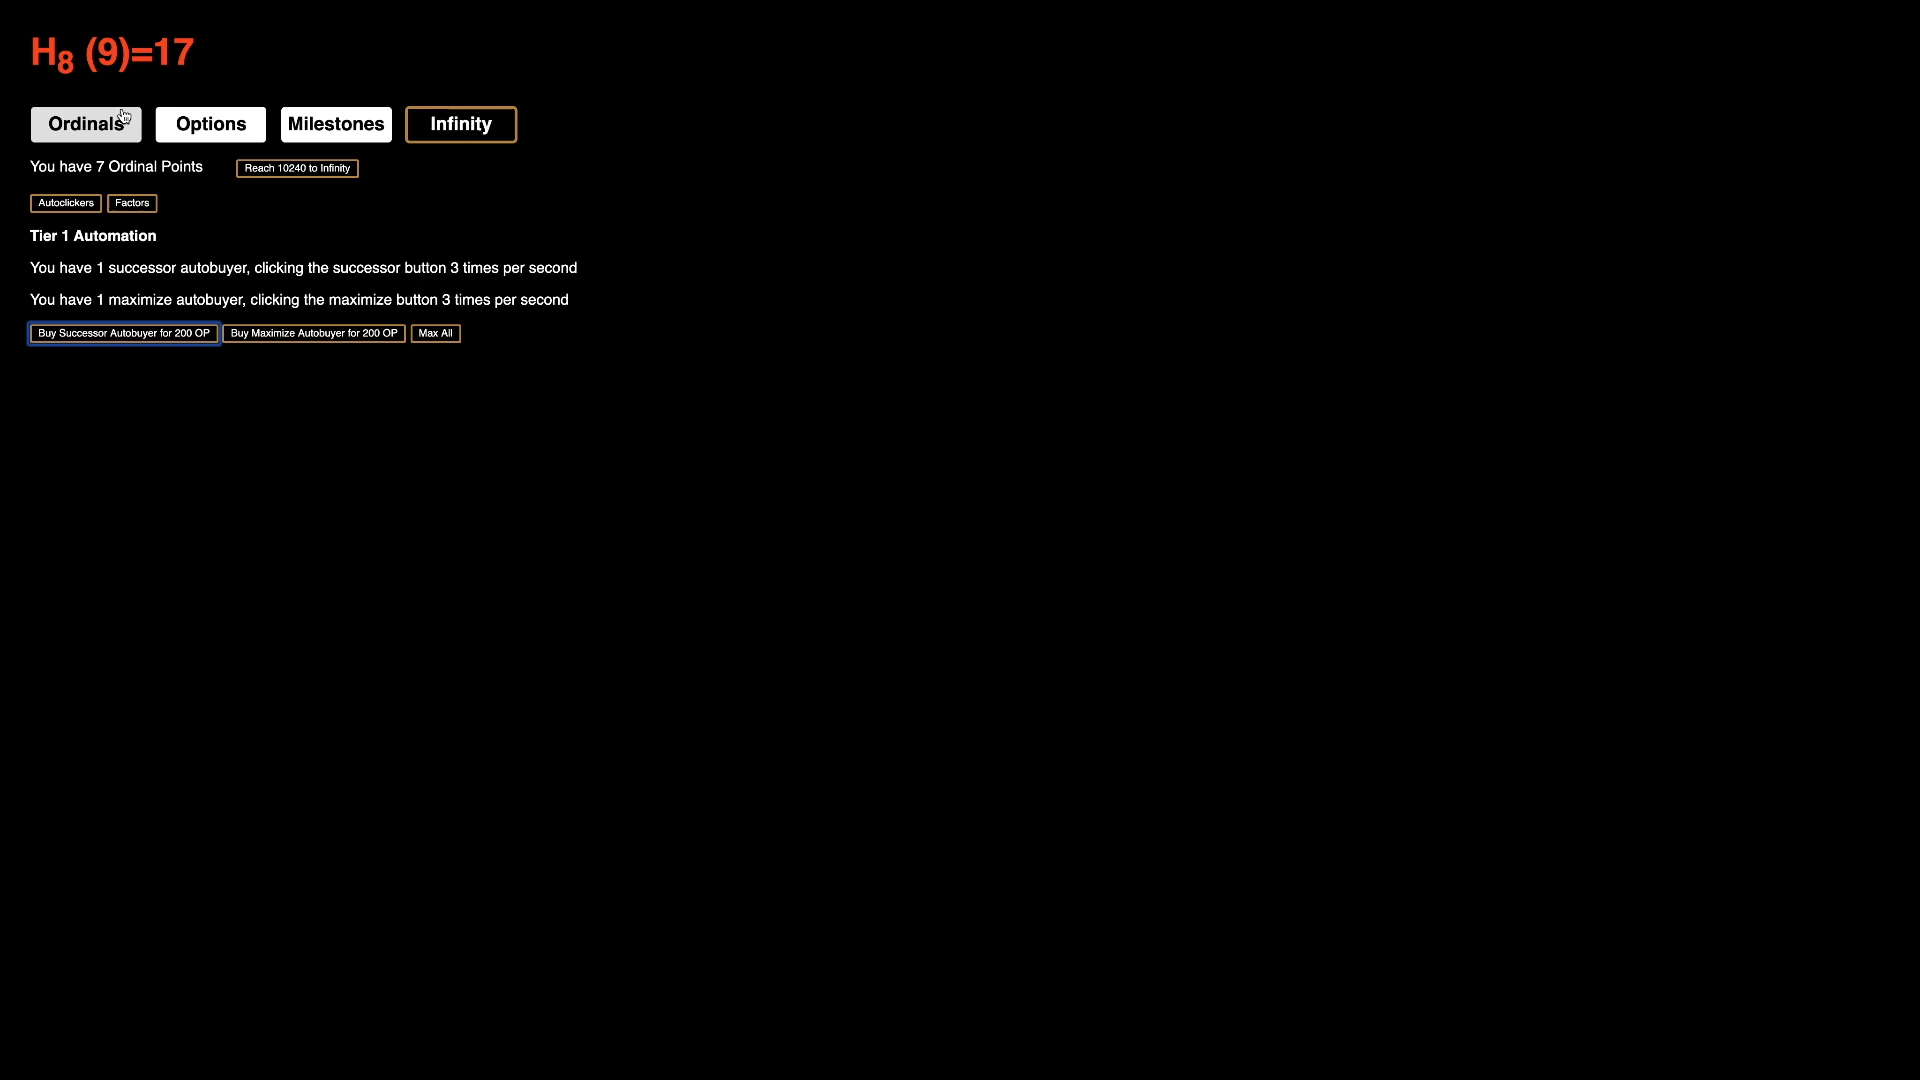 H8 (9)=17
Ordinals Options Milestones Infinity
You have 7 Ordinal Points Reach 10240 to Infinity
Autoclickers Factors
Tier 1 Automation
You have 1 successor autobuyer, clicking the successor button 3 times per second
You have 1 maximize autobuyer, clicking the maximize button 3 times per second
Buy Successor Autobuyer for 200 OP Buy Maximize Autobuyer for 200 OP Max All